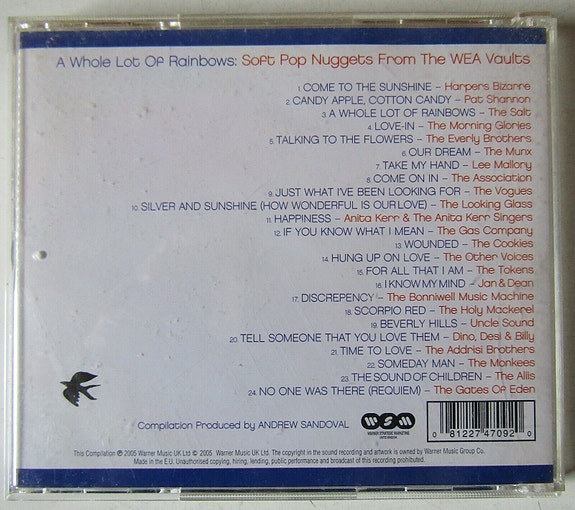 A Whole Lot Of Rainbows: Soft Pop Nuggets From The WEA Vaults
1. COME TO THE SUNSHINE – Harpers Bizarre
2. CANDY APPLE, COTTON CANDY – Pat Shannon
3. A WHOLE LOT OF RAINBOWS – The Salt
4. LOVE-IN – The Morning Glories
5. TALKING TO THE FLOWERS – The Everly Brothers
6. OUR DREAM – The Munx
7. TAKE MY HAND – Lee Mallory
8. COME ON IN – The Association
9. JUST WHAT I'VE BEEN LOOKING FOR – The Vogues
10. SILVER AND SUNSHINE (HOW WONDERFUL IS OUR LOVE) – The Looking Glass
11. HAPPINESS – Anita Kerr & The Anita Kerr Singers
12. IF YOU KNOW WHAT I MEAN – The Gas Company
13. WOUNDED – The Cookies
14. HUNG UP ON LOVE – The Other Voices
15. FOR ALL THAT I AM – The Tokens
16. I KNOW MY MIND – Jan & Dean
17. DISCREPENCY – The Bonniwell Music Machine
18. SCORPIO RED – The Holy Mackerel
19. BEVERLY HILLS – Uncle Sound
20. TELL SOMEONE THAT YOU LOVE THEM – Dino, Desi & Billy
21. TIME TO LOVE – The Addrisi Brothers
22. SOMEDAY MAN – The Monkees
23. THE SOUND OF CHILDREN – The Allis
24. NO ONE WAS THERE (REQUIEM) – The Gates Of Eden
Compilation Produced by ANDREW SANDOVAL
WSM
WARNER STRATEGIC MARKETING
UNITED KINGDOM
0 81227 47092 0
This Compilation ℗ 2005 Warner Music UK Ltd © 2005 Warner Music UK Ltd. The copyright in the sound recording and artwork is owned by Warner Music Group Co.
Made in the E.U. Unauthorised copying, hiring, lending, public performance and broadcast of this recording prohibited.